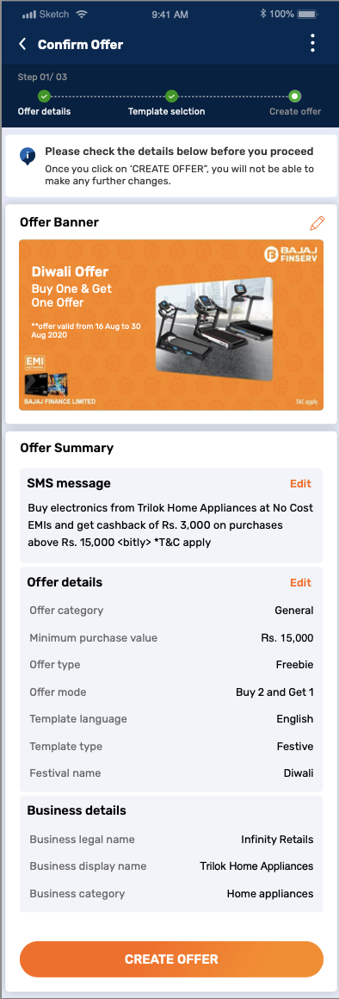 Sketch 9:41 AM 100%
Confirm Offer
Step 01/ 03
Offer details Template selction Create offer
Please check the details below before you proceed
Once you click on ‘CREATE OFFER”, you will not be able to
make any further changes.
Offer Banner
BAJAJ
FINSERV
Diwali Offer
Buy One & Get
One Offer
**offer valid from 16 Aug to 30
Aug 2020
EMI
NETWORK
BAJAJ FINANCE LIMITED T&C apply
Offer Summary
SMS message Edit
Buy electronics from Trilok Home Appliances at No Cost
EMIs and get cashback of Rs. 3,000 on purchases
above Rs. 15,000 <bitly> *T&C apply
Offer details Edit
Offer category General
Minimum purchase value Rs. 15,000
Offer type Freebie
Offer mode Buy 2 and Get 1
Template language English
Template type Festive
Festival name Diwali
Business details
Business legal name Infinity Retails
Business display name Trilok Home Appliances
Business category Home appliances
CREATE OFFER